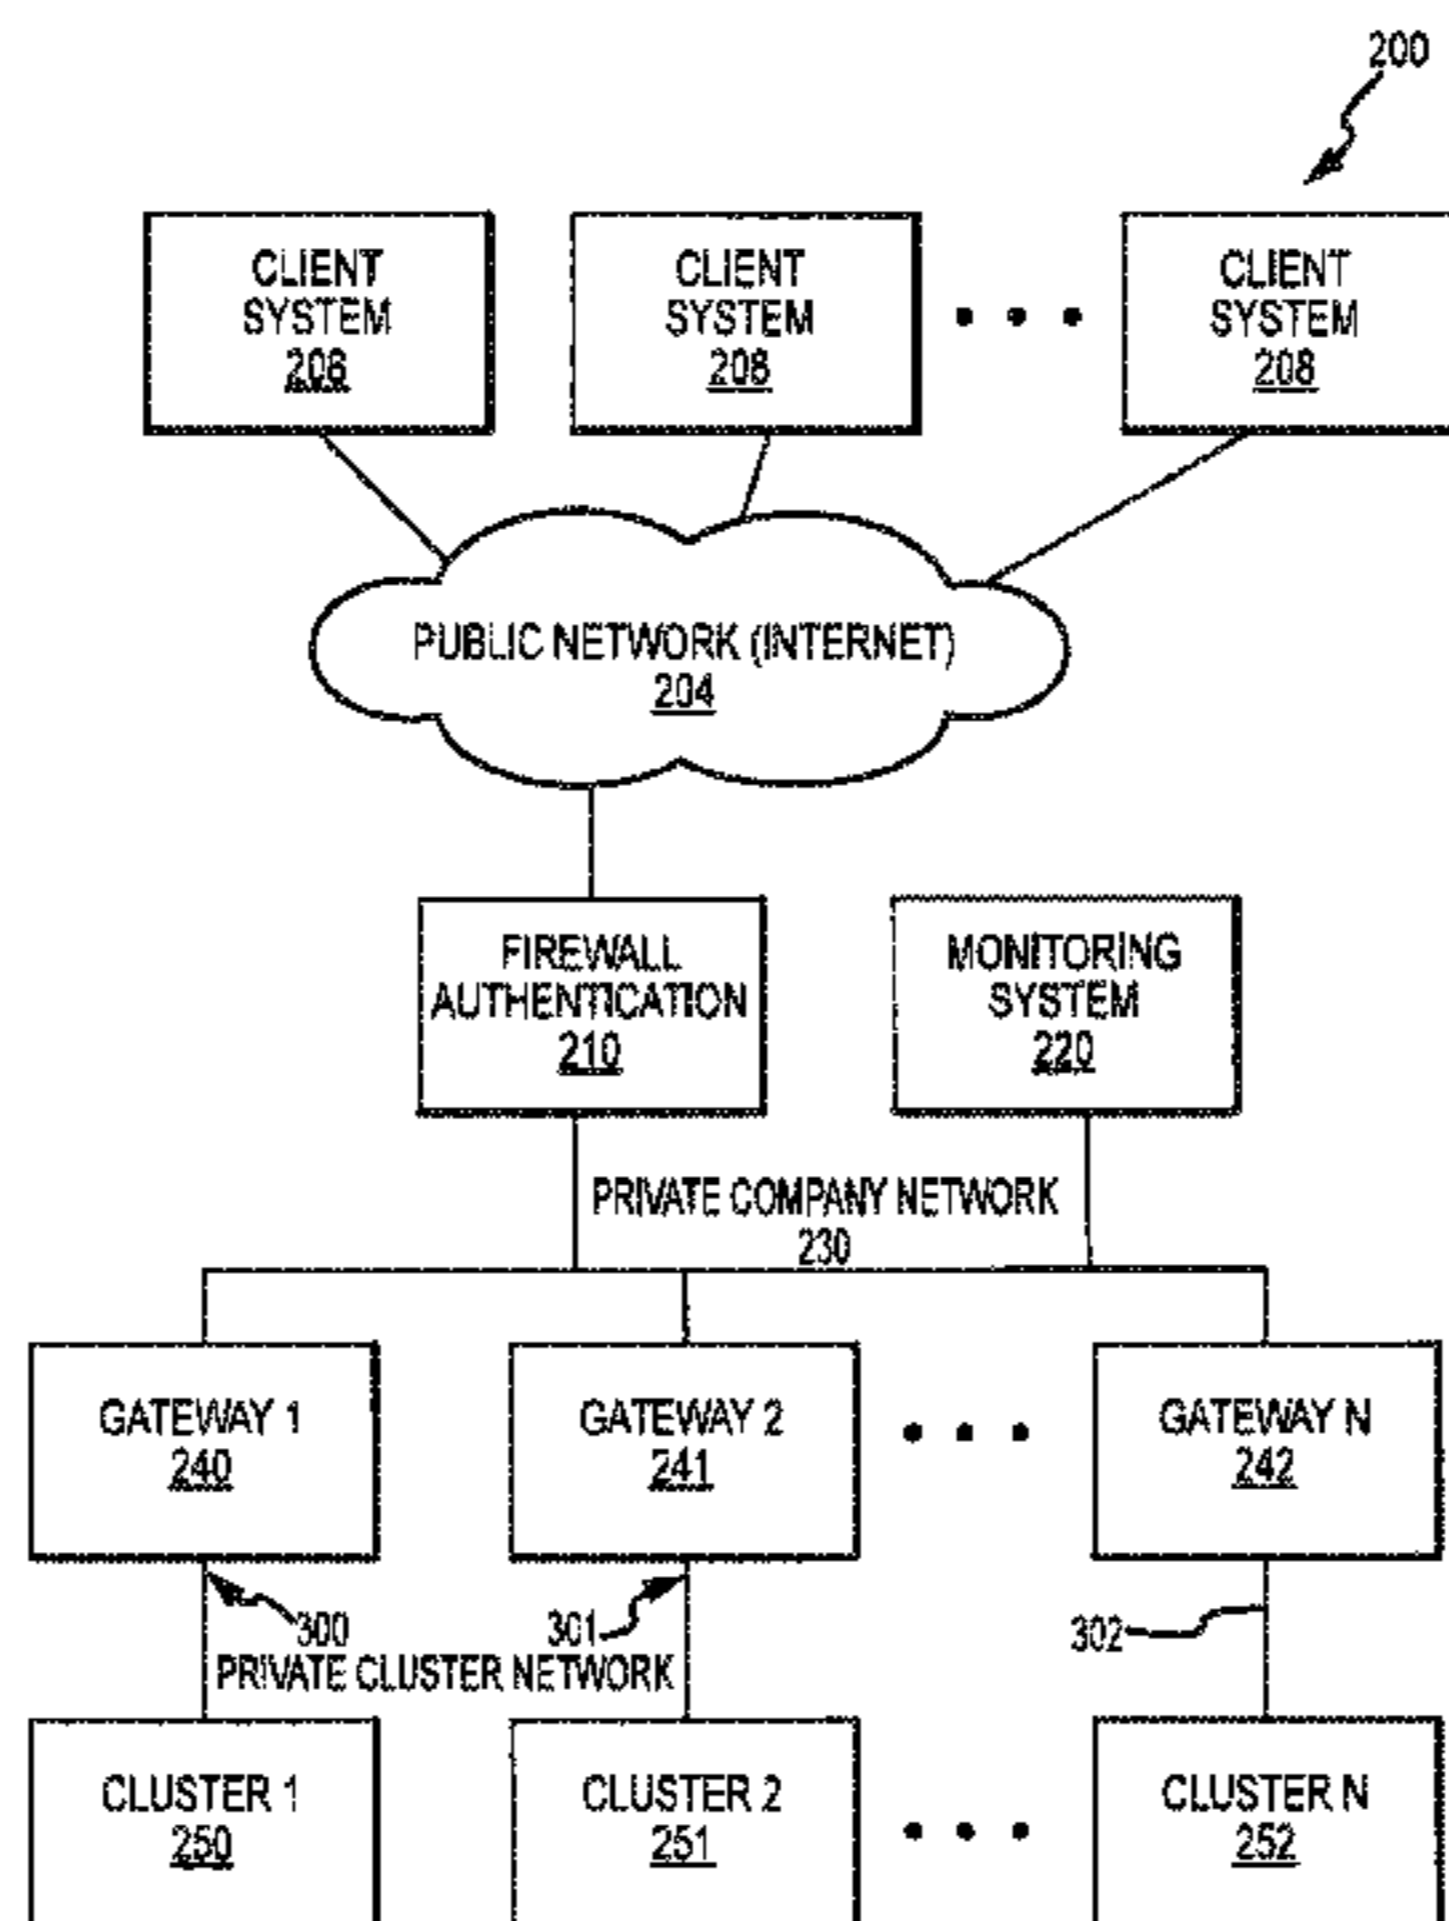 200
CLIENT
SYSTEM
206
CLIENT
SYSTEM
208
CLIENT
SYSTEM
208
PUBLIC NETWORK (INTERNET)
204
FIREWALL
AUTHENTICATION
210
MONITORING
SYSTEM
220
PRIVATE COMPANY NETWORK
230
GATEWAY 1
240
GATEWAY 2
241
GATEWAY N
242
300
301
302
PRIVATE CLUSTER NETWORK
CLUSTER 1
250
CLUSTER 2
251
CLUSTER N
252